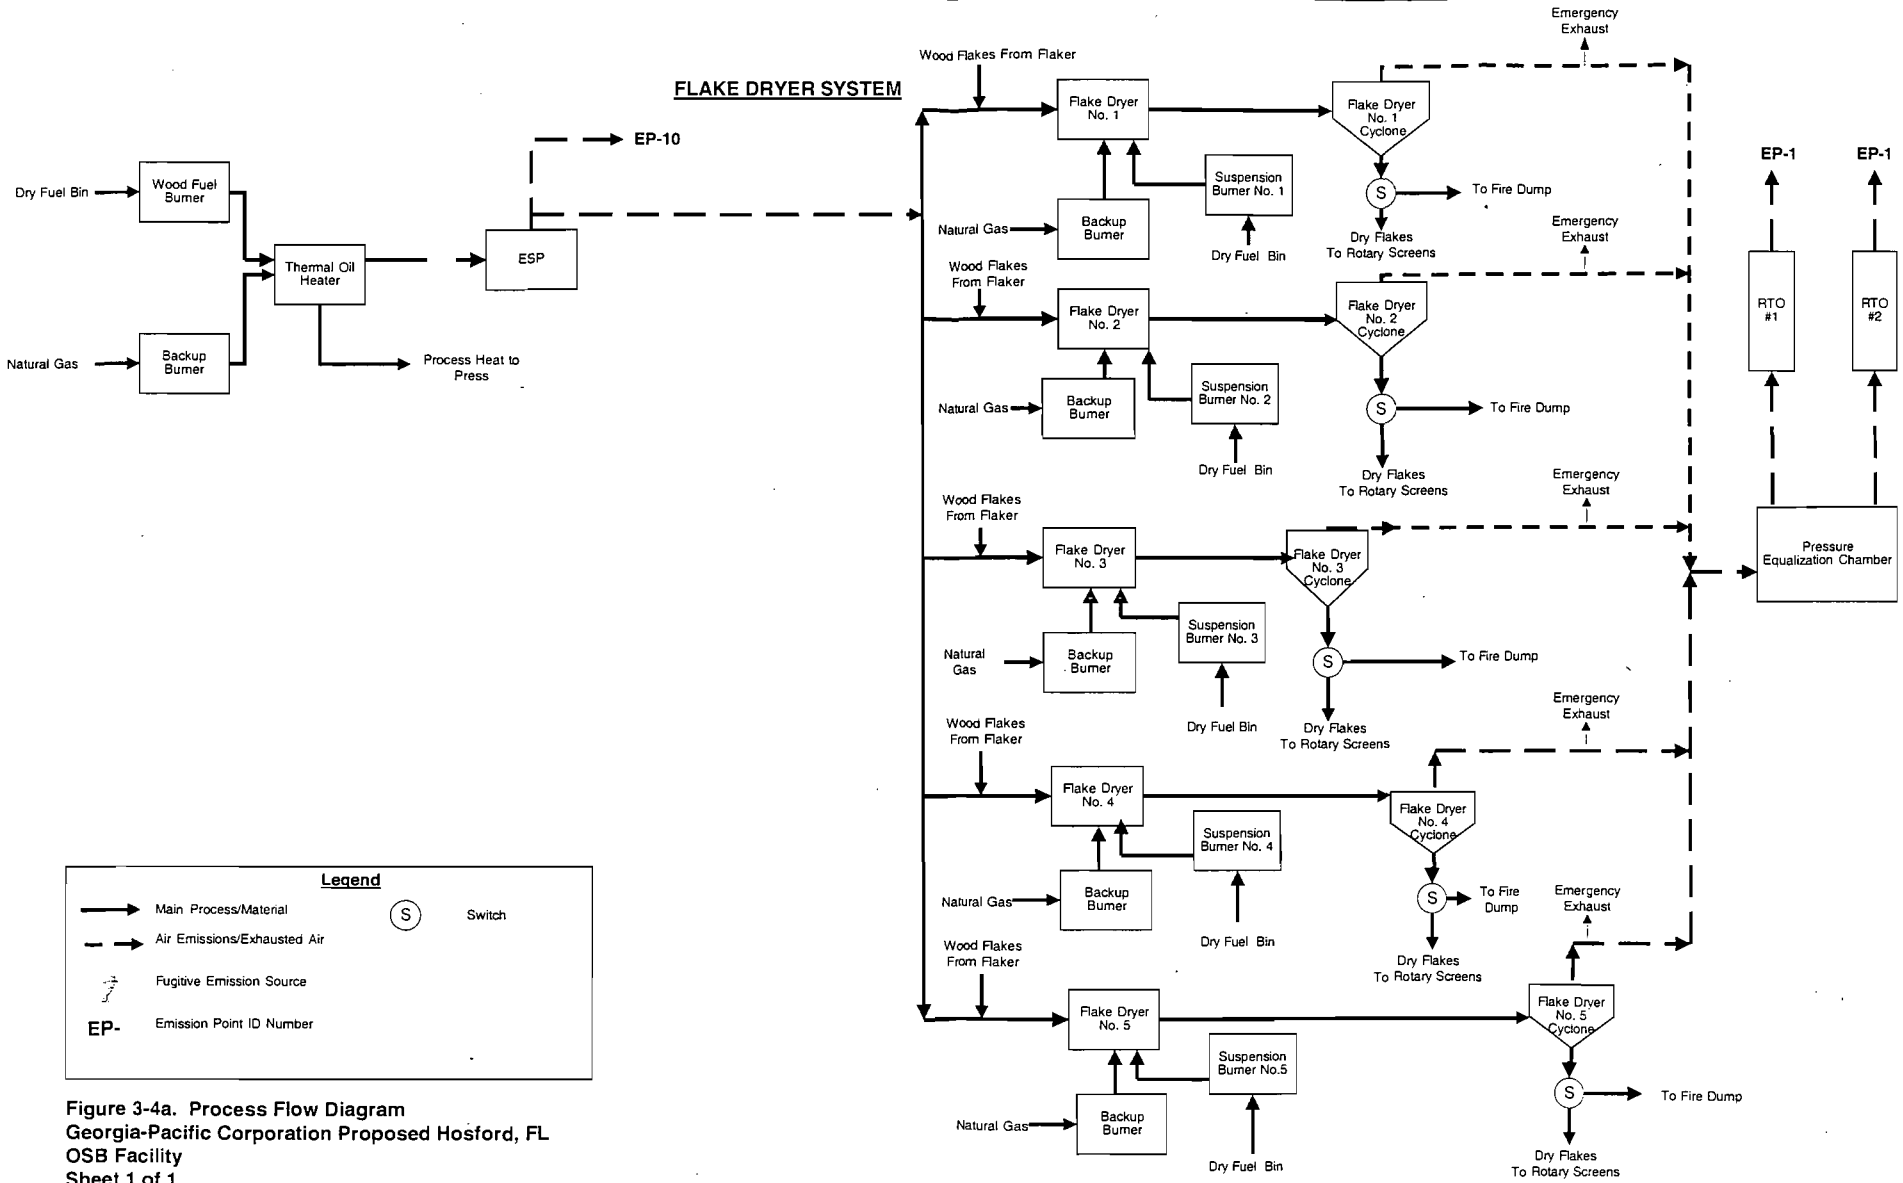 FLAKE DRYER SYSTEM
EP-10
Dry Fuel Bin
Wood Fuel
Burner
Thermal Oil
Heater
ESP
Natural Gas
Backup
Burner
Process Heat to
Press
Wood Flakes From Flaker
Flake Dryer
No. 1
Suspension
Burner No. 1
Natural Gas
Backup
Burner
Dry Fuel Bin
Flake Dryer
No. 1
Cyclone
S
To Fire Dump
Dry Flakes
To Rotary Screens
Emergency
Exhaust
Wood Flakes
From Flaker
Flake Dryer
No. 2
Suspension
Burner No. 2
Natural Gas
Backup
Burner
Dry Fuel Bin
Flake Dryer
No. 2
Cyclone
S
To Fire Dump
Dry Flakes
To Rotary Screens
Emergency
Exhaust
Wood Flakes
From Flaker
Flake Dryer
No. 3
Suspension
Burner No. 3
Natural
Gas
Backup
Burner
Dry Fuel Bin
Flake Dryer
No. 3
Cyclone
S
To Fire Dump
Dry Flakes
To Rotary Screens
Emergency
Exhaust
Wood Flakes
From Flaker
Flake Dryer
No. 4
Suspension
Burner No. 4
Natural Gas
Backup
Burner
Dry Fuel Bin
Flake Dryer
No. 4
Cyclone
S
To Fire
Dump
Dry Flakes
To Rotary Screens
Emergency
Exhaust
Wood Flakes
From Flaker
Flake Dryer
No. 5
Suspension
Burner No.5
Natural Gas
Backup
Burner
Dry Fuel Bin
Flake Dryer
No. 5
Cyclone
S
To Fire Dump
Dry Flakes
To Rotary Screens
Emergency
Exhaust
EP-1
EP-1
RTO
#1
RTO
#2
Pressure
Equalization Chamber
Legend
Main Process/Material
S
Switch
Air Emissions/Exhausted Air
Fugitive Emission Source
EP-
Emission Point ID Number
Figure 3-4a. Process Flow Diagram
Georgia-Pacific Corporation Proposed Hosford, FL
OSB Facility
Sheet 1 of 1